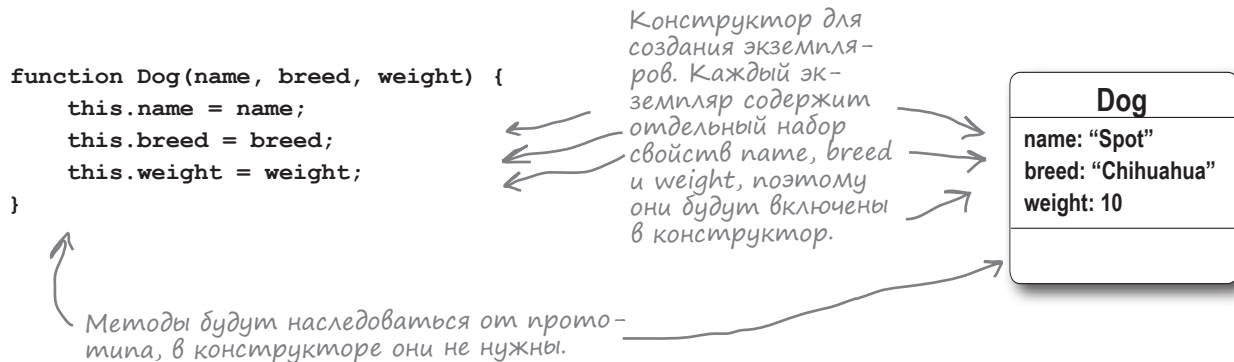 function Dog(name, breed, weight) {
this.name = name;
this.breed = breed;
this.weight = weight;
}
Конструктор для
создания экземпля-
ров. Каждый эк-
земпляр содержит
отдельный набор
свойств name, breed
и weight, поэтому
они будут включены
в конструктор.
Dog
name: “Spot”
breed: “Chihuahua”
weight: 10
Методы будут наследоваться от прото-
типа, в конструкторе они не нужны.